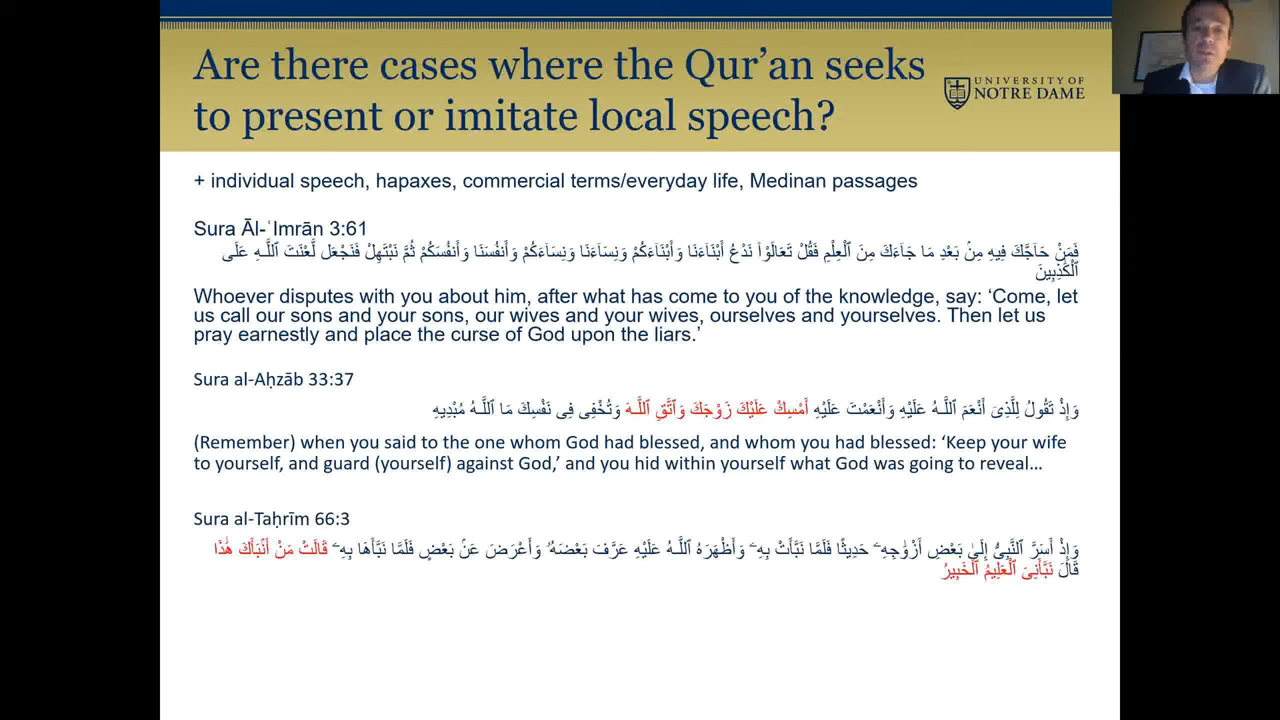 Are there cases where the Qur’an seeks
to present or imitate local speech?
UNIVERSITY OF
NOTRE DAME
+ individual speech, hapaxes, commercial terms/everyday life, Medinan passages
Sura Āl-ʿImrān 3:61
فَمَنْ حَآجَّكَ فِيهِ مِنۢ بَعْدِ مَا جَآءَكَ مِنَ ٱلْعِلْمِ فَقُلْ تَعَالَوْا۟ نَدْعُ أَبْنَآءَنَا وَأَبْنَآءَكُمْ وَنِسَآءَنَا وَنِسَآءَكُمْ وَأَنفُسَنَا وَأَنفُسَكُمْ ثُمَّ نَبْتَهِلْ فَنَجْعَل لَّعْنَتَ ٱللَّـهِ عَلَى
ٱلْكَٰذِبِينَ
Whoever disputes with you about him, after what has come to you of the knowledge, say: ‘Come, let
us call our sons and your sons, our wives and your wives, ourselves and yourselves. Then let us
pray earnestly and place the curse of God upon the liars.’
Sura al-Aḥzāb 33:37
وَإِذْ تَقُولُ لِلَّذِىٓ أَنْعَمَ ٱللَّـهُ عَلَيْهِ وَأَنْعَمْتَ عَلَيْهِ أَمْسِكْ عَلَيْكَ زَوْجَكَ وَٱتَّقِ ٱللَّـهَ وَتُخْفِى فِى نَفْسِكَ مَا ٱللَّـهُ مُبْدِيهِ
(Remember) when you said to the one whom God had blessed, and whom you had blessed: ‘Keep your wife
to yourself, and guard (yourself) against God,’ and you hid within yourself what God was going to reveal…
Sura al-Taḥrīm 66:3
وَإِذْ أَسَرَّ ٱلنَّبِىُّ إِلَىٰ بَعْضِ أَزْوَٰجِهِۦ حَدِيثًا فَلَمَّا نَبَّأَتْ بِهِۦ وَأَظْهَرَهُ ٱللَّـهُ عَلَيْهِ عَرَّفَ بَعْضَهُۥ وَأَعْرَضَ عَنۢ بَعْضٍ فَلَمَّا نَبَّأَهَا بِهِۦ قَالَتْ مَنْ أَنۢبَأَكَ هَٰذَا
قَالَ نَبَّأَنِىَ ٱلْعَلِيمُ ٱلْخَبِيرُ